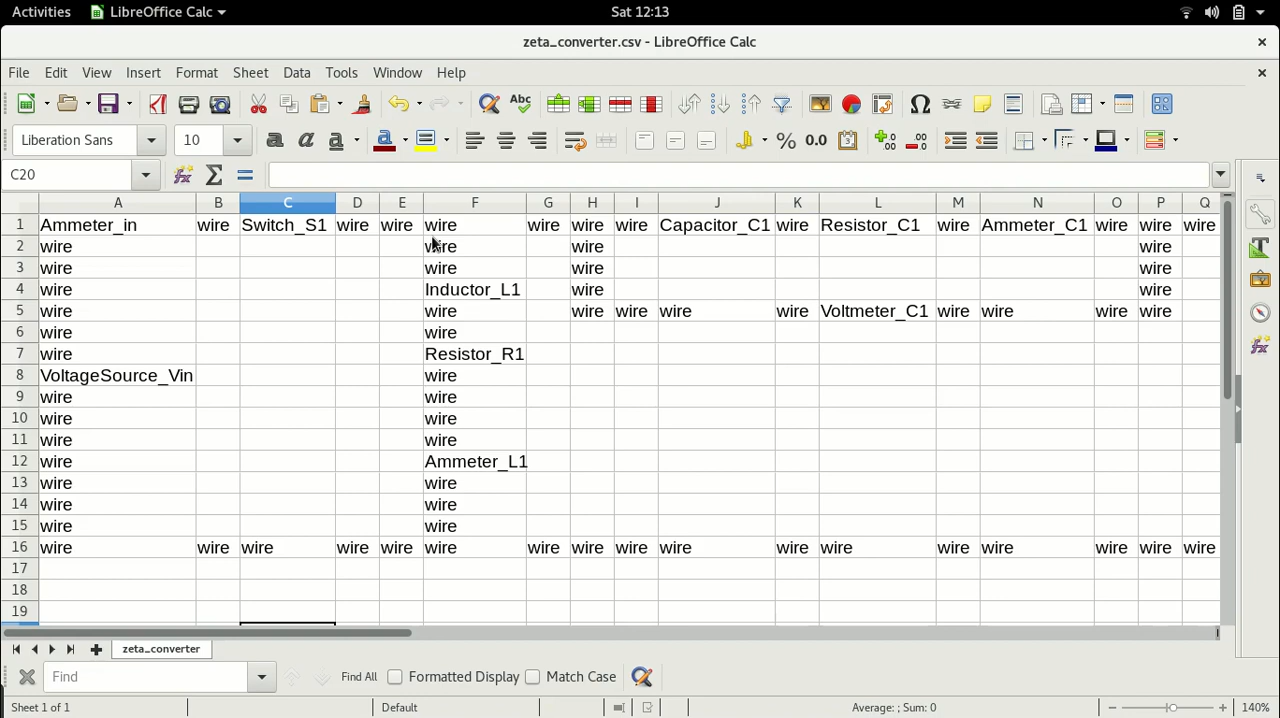 Activities LibreOffice Calc Sat 12:13
zeta_converter.csv - LibreOffice Calc
File Edit View Insert Format Sheet Data Tools Window Help
Liberation Sans 10
C20
A B C D E F G H I J K L M N O P Q
1 Ammeter_in wire Switch_S1 wire wire wire wire wire wire Capacitor_C1 wire Resistor_C1 wire Ammeter_C1 wire wire wire
2 wire wire wire wire
3 wire wire wire wire
4 wire Inductor_L1 wire wire
5 wire wire wire wire wire wire Voltmeter_C1 wire wire wire wire
6 wire wire
7 wire Resistor_R1
8 VoltageSource_Vin wire
9 wire wire
10 wire wire
11 wire wire
12 wire Ammeter_L1
13 wire wire
14 wire wire
15 wire wire
16 wire wire wire wire wire wire wire wire wire wire wire wire wire wire wire wire wire
17
18
19
zeta_converter
Find Find All Formatted Display Match Case
Sheet 1 of 1 Default Average: ; Sum: 0 140%